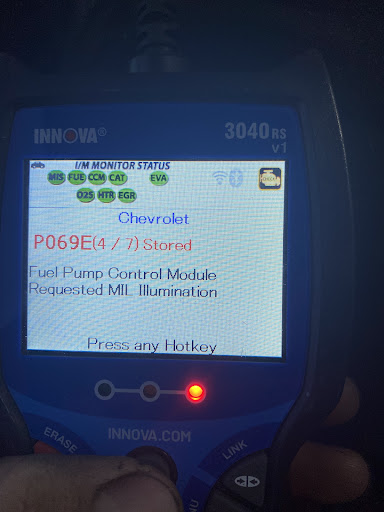 INNOVA® 3040RS
v1
I/M MONITOR STATUS
MIS FUE CCM CAT EVA
O2S HTR EGR
Chevrolet
P069E(4 / 7) Stored
Fuel Pump Control Module
Requested MIL Illumination
Press any Hotkey
ERASE
INNOVA.COM
LINK